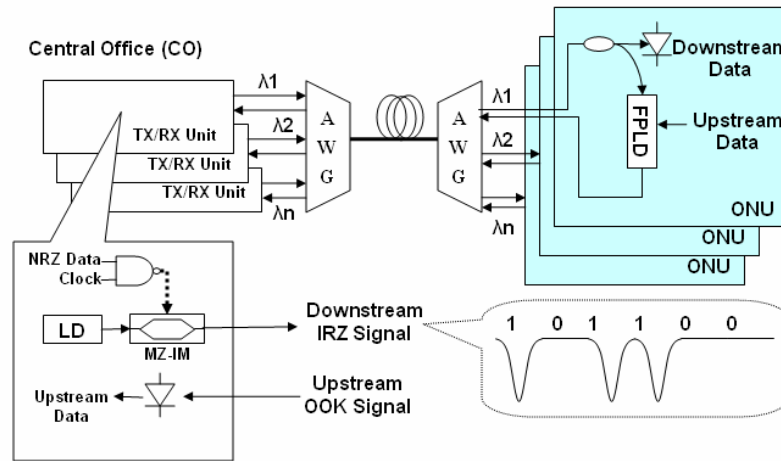 Central Office (CO)
TX/RX Unit
TX/RX Unit
TX/RX Unit
λ1
λ2
λn
A
W
G
A
W
G
λ1
λ2
λn
Downstream
Data
FPLD
Upstream
Data
ONU
ONU
ONU
NRZ Data
Clock
LD
MZ-IM
Upstream
Data
Downstream
IRZ Signal
Upstream
OOK Signal
1 0 1 1 0 0